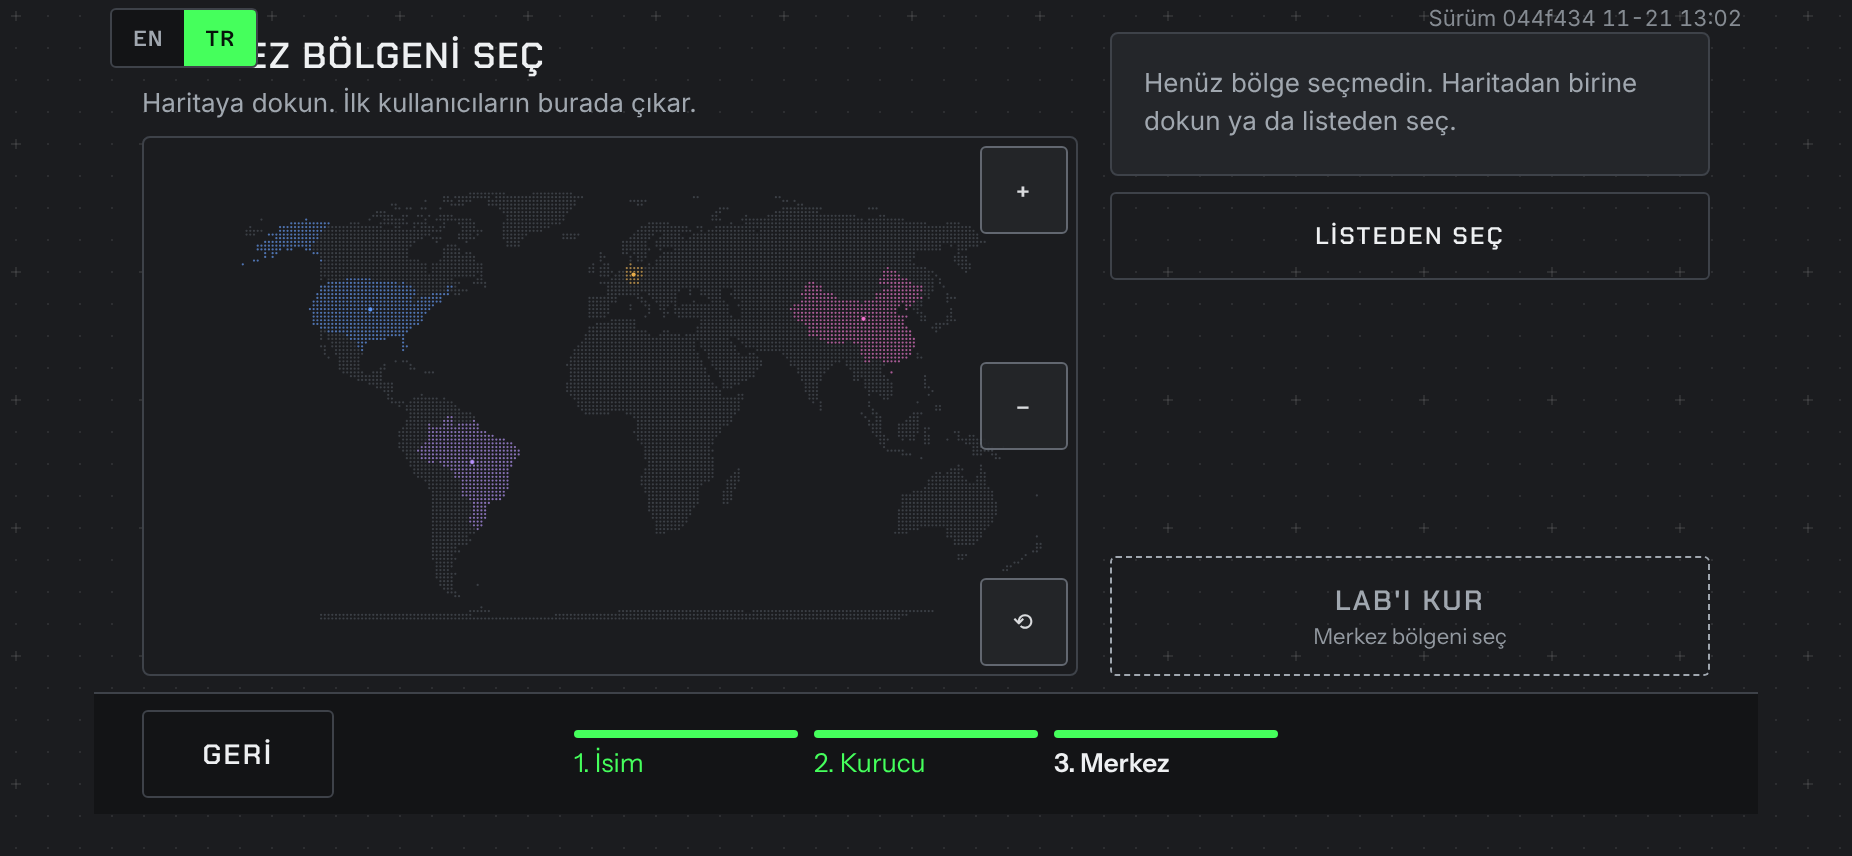 EN TR
Sürüm 044f434 11-21 13:02
EZ BÖLGENİ SEÇ
Haritaya dokun. İlk kullanıcıların burada çıkar.
Henüz bölge seçmedin. Haritadan birine
dokun ya da listeden seç.
+
LİSTEDEN SEÇ
−
⟲
LAB'I KUR
Merkez bölgeni seç
GERİ
1. İsim
2. Kurucu
3. Merkez